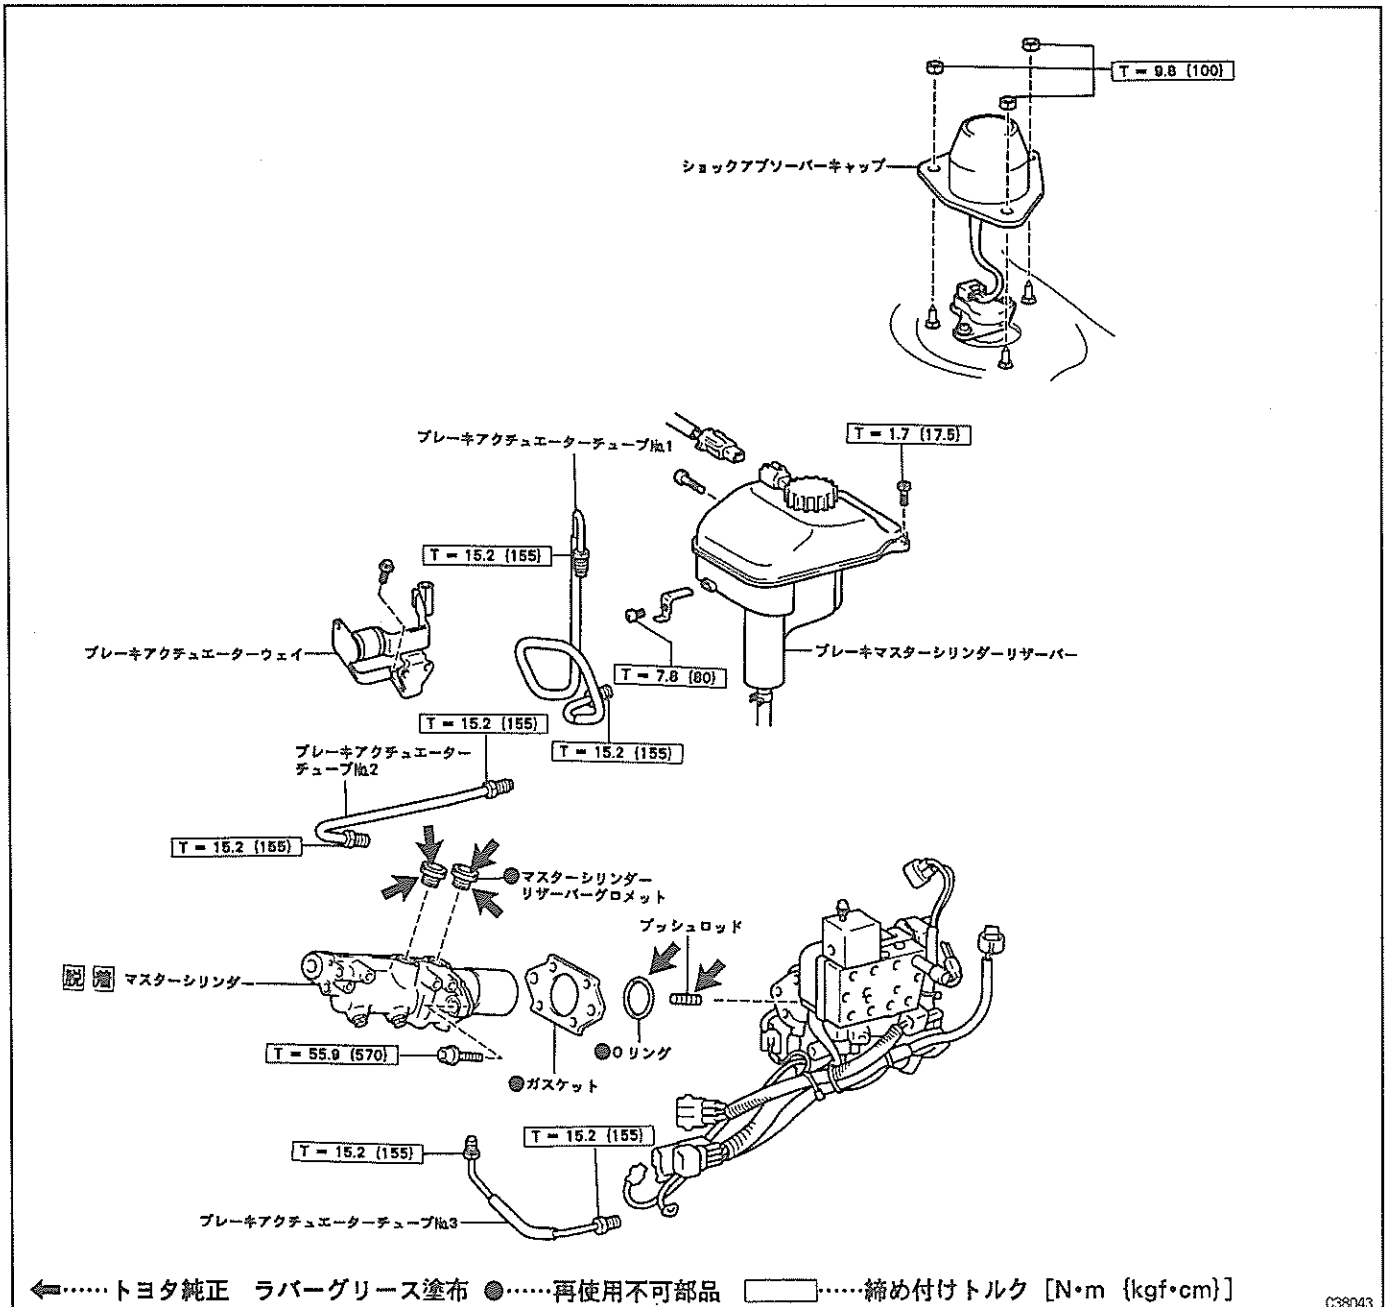 T = 9.8 {100}
ショックアブソーバーキャップ
ブレーキアクチュエーターチューブ№1
T = 1.7 {17.5}
T = 15.2 {155}
ブレーキアクチュエーターウェイ
ブレーキマスターシリンダーリザーバー
T = 7.8 {80}
T = 15.2 {155}
T = 15.2 {155}
ブレーキアクチュエーター
チューブ№2
T = 15.2 {155}
●マスターシリンダー
リザーバーグロメット
プッシュロッド
脱着 マスターシリンダー
T = 55.9 {570}
●Oリング
●ガスケット
T = 15.2 {155}
T = 15.2 {155}
ブレーキアクチュエーターチューブ№3
……トヨタ純正 ラバーグリース塗布 ●……再使用不可部品 ……締め付けトルク [N・m {kgf・cm}]
C38043